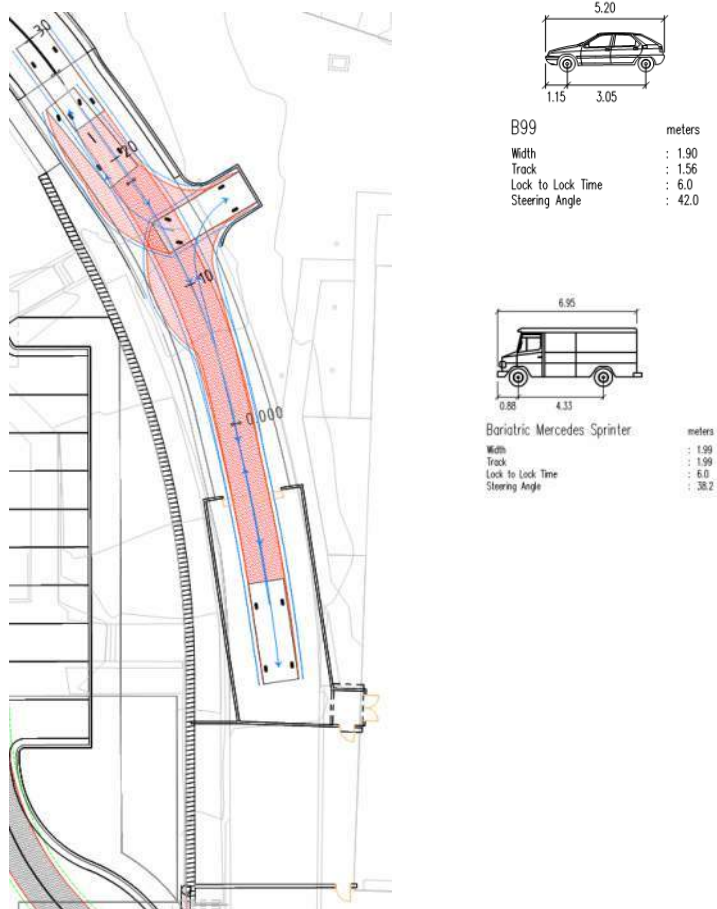 30
20
10
0.000
5.20
1.15 3.05
B99 meters
Width : 1.90
Track : 1.56
Lock to Lock Time : 6.0
Steering Angle : 42.0
6.95
0.88 4.33
Bariatric Mercedes Sprinter meters
Width : 1.99
Track : 1.99
Lock to Lock Time : 6.0
Steering Angle : 38.2